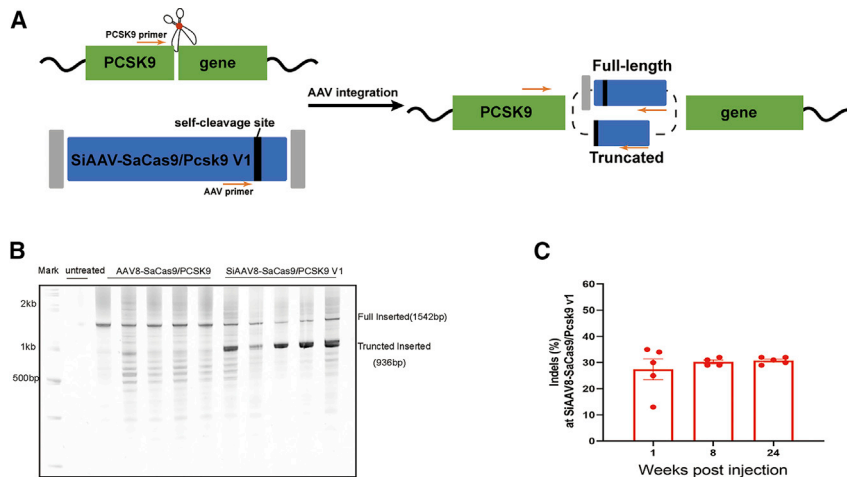 A
PCSK9 primer
PCSK9
gene
AAV integration
self-cleavage site
SiAAV-SaCas9/Pcsk9 V1
AAV primer
Full-length
PCSK9
gene
Truncated
B
Mark untreated AAV8-SaCas9/PCSK9 SiAAV8-SaCas9/PCSK9 V1
2kb
Full Inserted(1542bp)
1kb
Truncted Inserted
(936bp)
500bp
C
Indels (%)
at SiAAV8-SaCas9/Pcsk9 v1
60
50
40
30
20
10
0
1 8 24
Weeks post injection